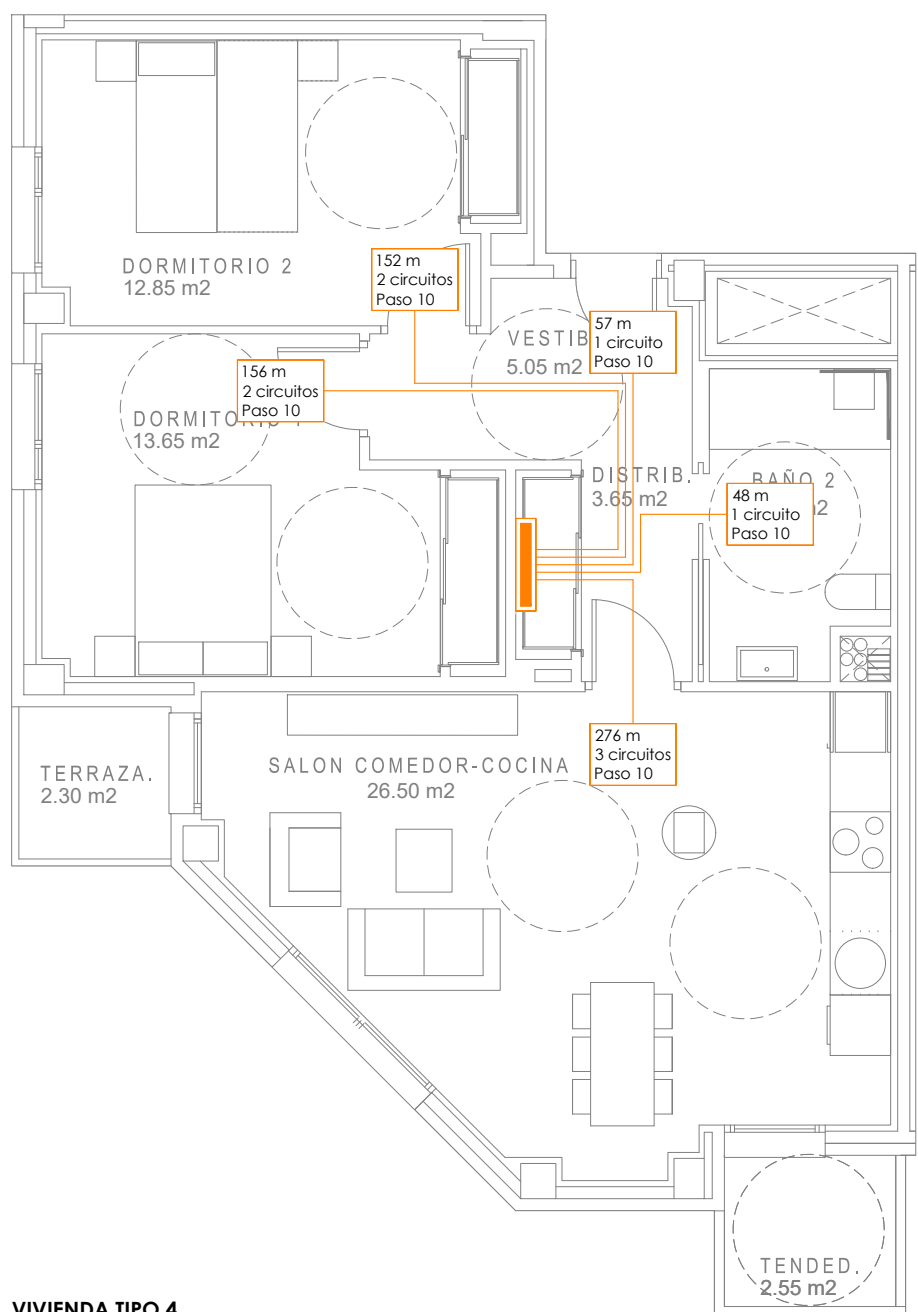 DORMITORIO 2
12.85 m2
152 m
2 circuitos
Paso 10
VESTIB
5.05 m2
57 m
1 circuito
Paso 10
156 m
2 circuitos
Paso 10
13.65 m2
DISTRIB.
3.65 m2
BAÑO 2
48 m
1 circuito
Paso 10
276 m
3 circuitos
Paso 10
SALON COMEDOR-COCINA
26.50 m2
TERRAZA.
2.30 m2
TENDED.
2.55 m2
VIVIENDA TIPO 4